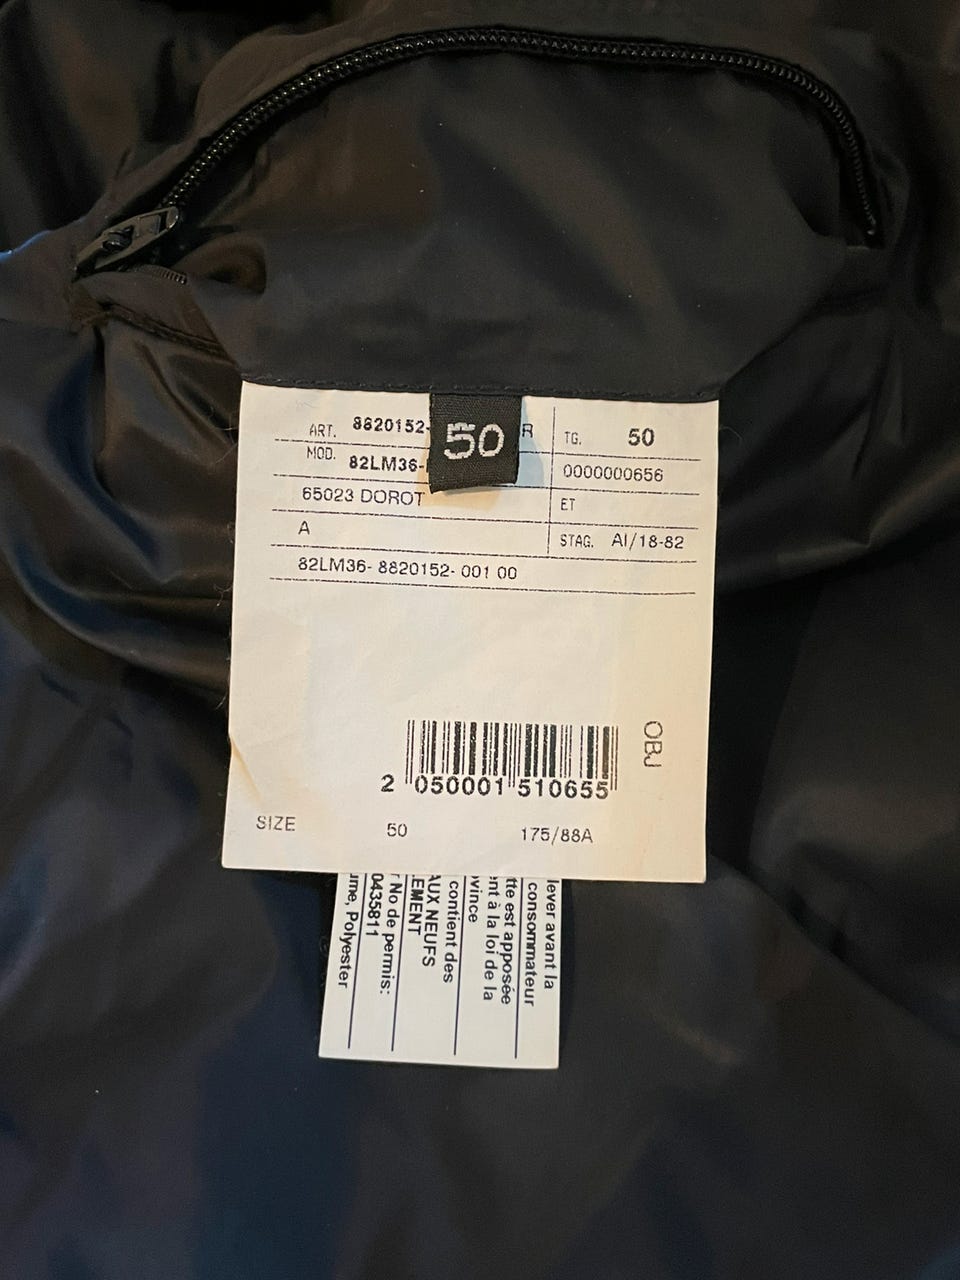 ART. 8820152- R TG. 50
50
MOD. 82LM36- 0000000656
65023 DOROT ET
A STAG. AI/18-82
82LM36- 8820152- 001 00
OBJ
2 050001 510655
SIZE 50 175/88A
lever avant la
consommateur
tte est apposée
ent à la loi de la
vince
contient des
AUX NEUFS
EMENT
No de permis:
0435811
ume, Polyester